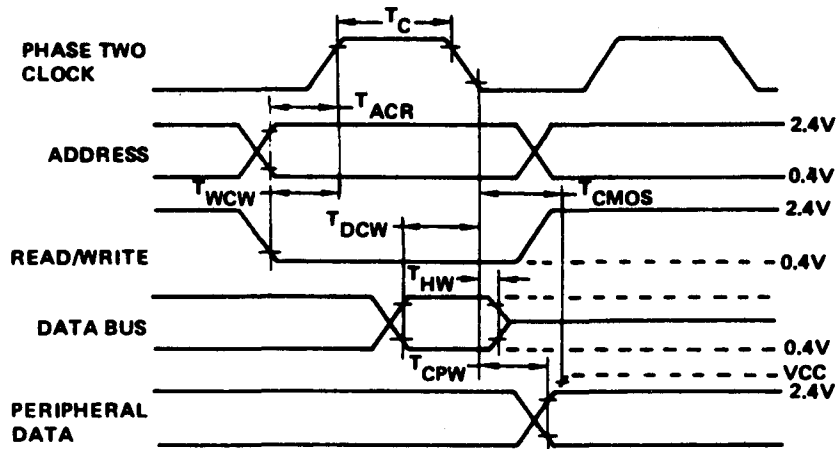 T_C
PHASE TWO
CLOCK
T_ACR
2.4V
ADDRESS
0.4V
T_WCW
T_CMOS
T_DCW
2.4V
READ/WRITE
0.4V
T_HW
DATA BUS
0.4V
T_CPW
VCC
2.4V
PERIPHERAL
DATA